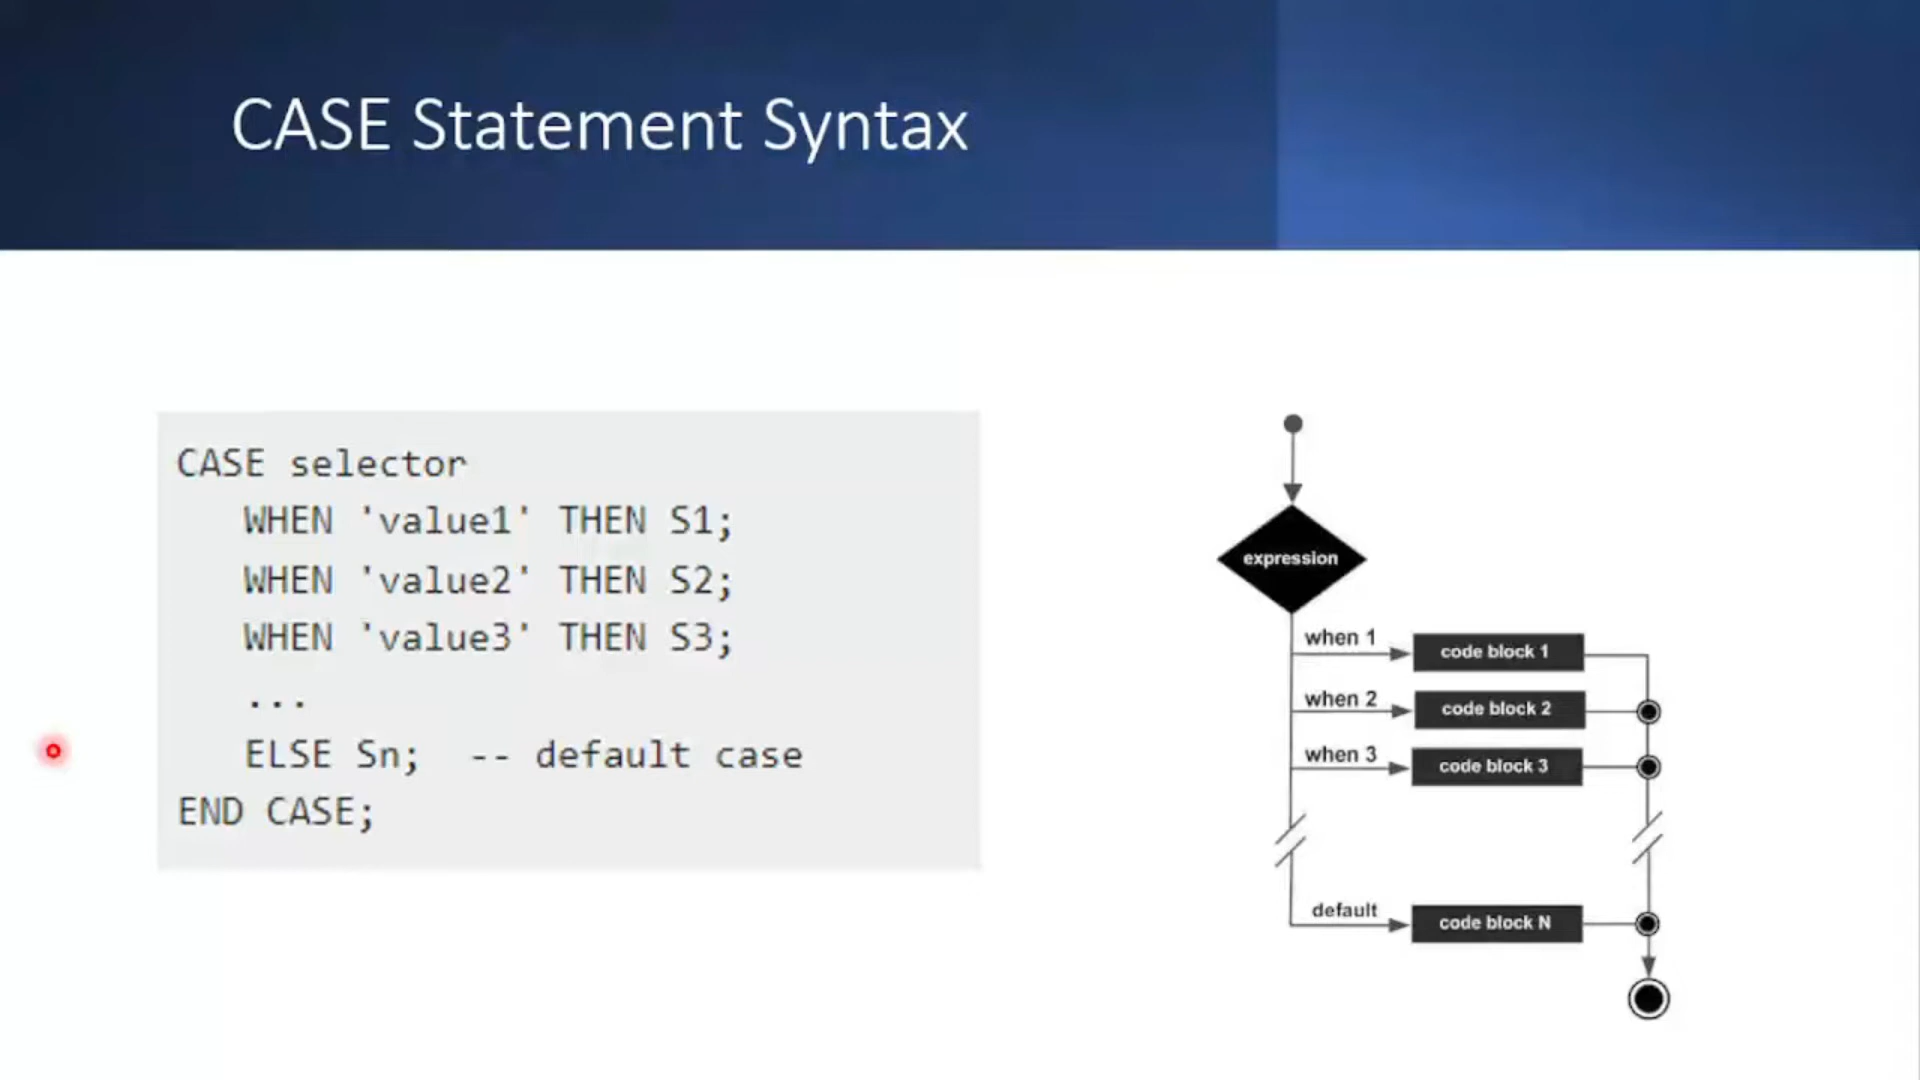 CASE Statement Syntax
CASE selector
WHEN 'value1' THEN S1;
WHEN 'value2' THEN S2;
WHEN 'value3' THEN S3;
...
ELSE Sn;  -- default case
END CASE;
expression
when 1
code block 1
when 2
code block 2
when 3
code block 3
default
code block N